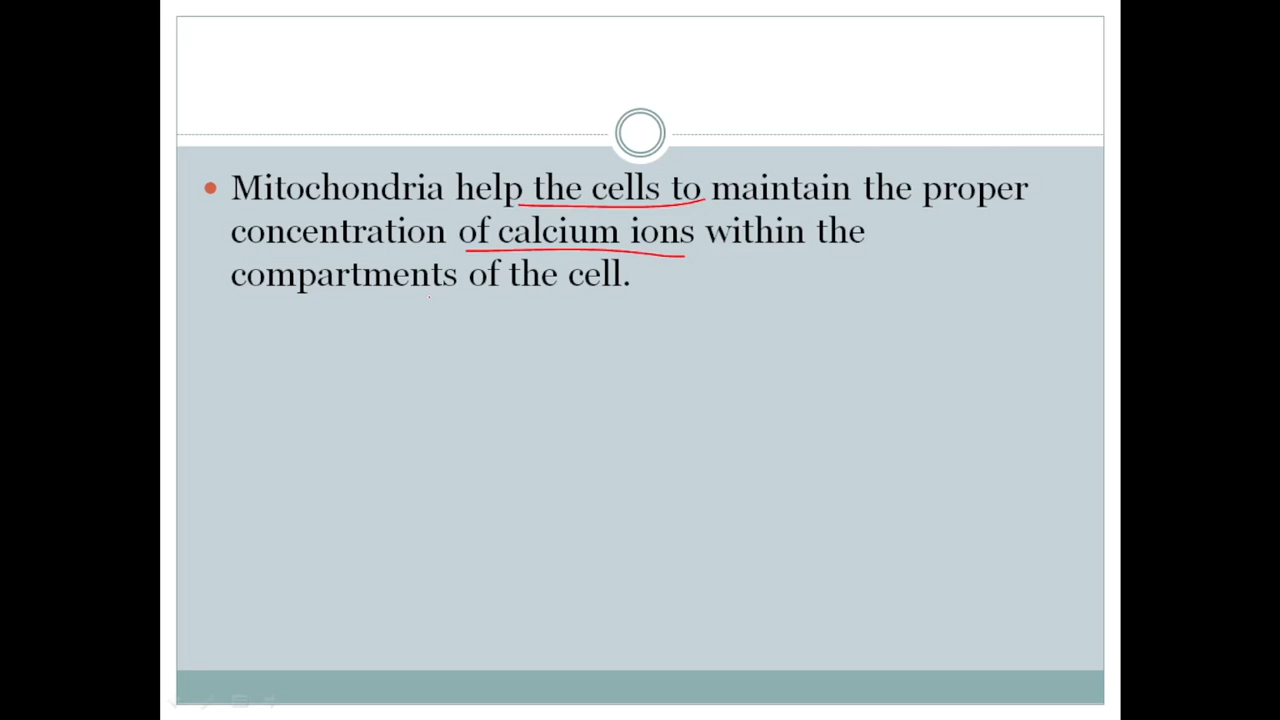 • Mitochondria help the cells to maintain the proper
concentration of calcium ions within the
compartments of the cell.